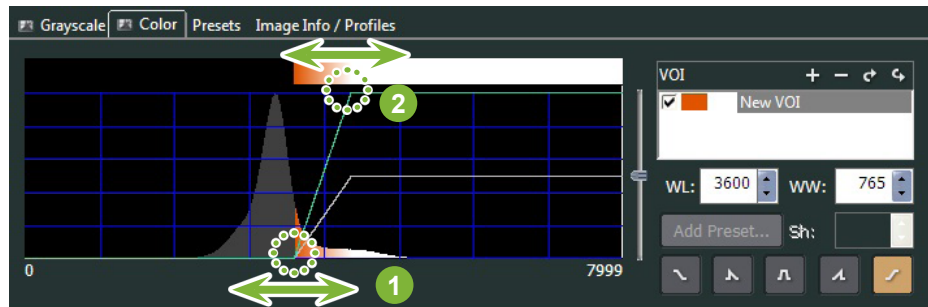 Grayscale Color Presets Image Info / Profiles
VOI + −
New VOI
2
WL: 3600 WW: 765
Add Preset... Sh:
0 7999
1